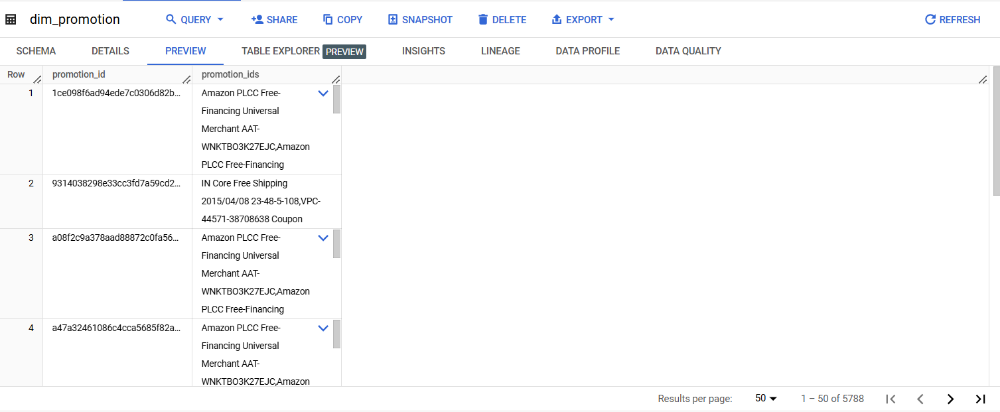 dim_promotion QUERY SHARE COPY SNAPSHOT DELETE EXPORT REFRESH
SCHEMA DETAILS PREVIEW TABLE EXPLORER PREVIEW INSIGHTS LINEAGE DATA PROFILE DATA QUALITY
Row promotion_id promotion_ids
1 1ce098f6ad94ede7c0306d82b... Amazon PLCC Free-
Financing Universal
Merchant AAT-
WNKTBO3K27EJC,Amazon
PLCC Free-Financing
2 9314038298e33cc3fd7a59cd2... IN Core Free Shipping
2015/04/08 23-48-5-108,VPC-
44571-38708638 Coupon
3 a08f2c9a378aad88872c0fa56... Amazon PLCC Free-
Financing Universal
Merchant AAT-
WNKTBO3K27EJC,Amazon
PLCC Free-Financing
4 a47a32461086c4cca5685f82a... Amazon PLCC Free-
Financing Universal
Merchant AAT-
WNKTBO3K27EJC,Amazon
Results per page: 50 1 – 50 of 5788